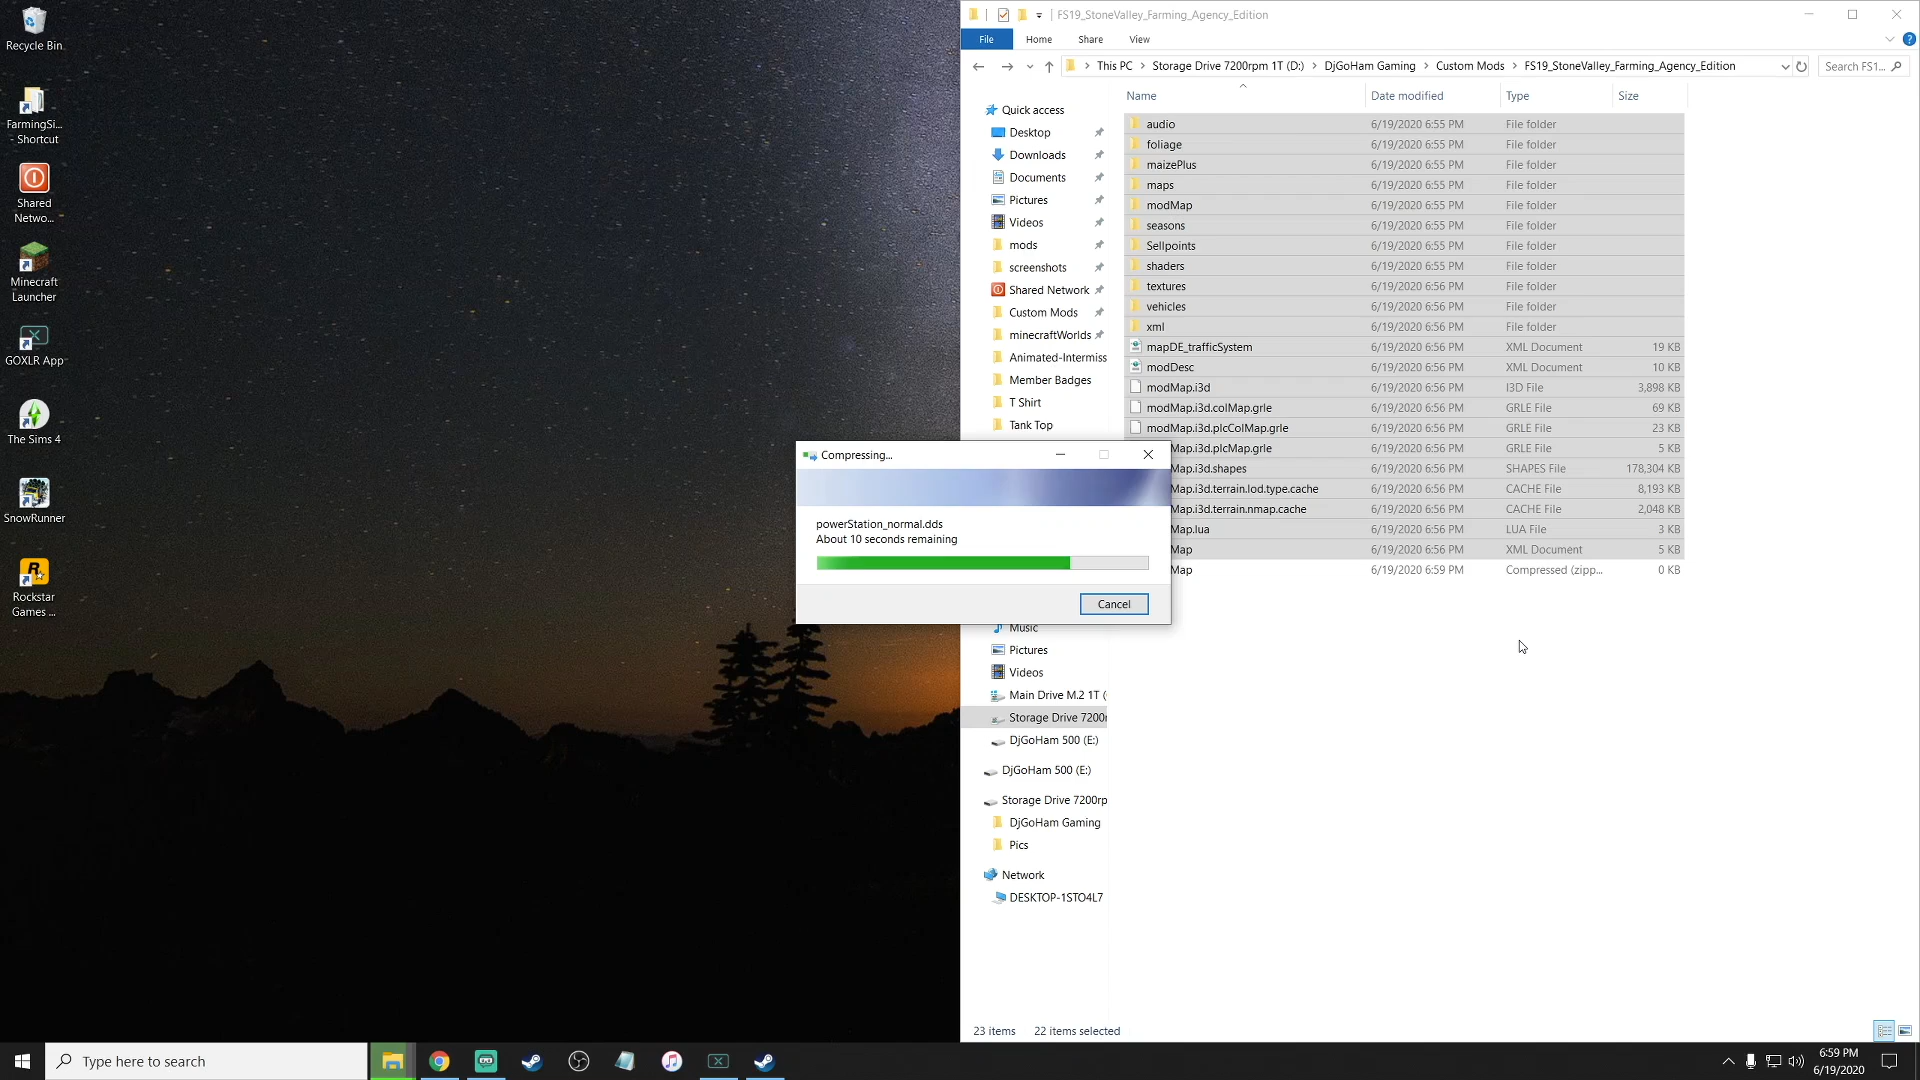 Recycle Bin
FarmingSi...
- Shortcut
Shared
Netwo...
Minecraft
Launcher
GOXLR App
The Sims 4
SnowRunner
Rockstar
Games ...
FS19_StoneValley_Farming_Agency_Edition
File Home Share View
This PC Storage Drive 7200rpm 1T (D:) DjGoHam Gaming Custom Mods FS19_StoneValley_Farming_Agency_Edition
Search FS1...
Quick access
Desktop
Downloads
Documents
Pictures
Videos
mods
screenshots
Shared Network
Custom Mods
minecraftWorlds
Animated-Intermiss
Member Badges
T Shirt
Tank Top
Music
Pictures
Videos
Main Drive M.2 1T (
Storage Drive 7200r
DjGoHam 500 (E:)
DjGoHam 500 (E:)
Storage Drive 7200rp
DjGoHam Gaming
Pics
Network
DESKTOP-1STO4L7
Name Date modified Type Size
audio 6/19/2020 6:55 PM File folder
foliage 6/19/2020 6:55 PM File folder
maizePlus 6/19/2020 6:55 PM File folder
maps 6/19/2020 6:55 PM File folder
modMap 6/19/2020 6:55 PM File folder
seasons 6/19/2020 6:55 PM File folder
Sellpoints 6/19/2020 6:55 PM File folder
shaders 6/19/2020 6:55 PM File folder
textures 6/19/2020 6:55 PM File folder
vehicles 6/19/2020 6:56 PM File folder
xml 6/19/2020 6:56 PM File folder
mapDE_trafficSystem 6/19/2020 6:56 PM XML Document 19 KB
modDesc 6/19/2020 6:56 PM XML Document 10 KB
modMap.i3d 6/19/2020 6:56 PM I3D File 3,898 KB
modMap.i3d.colMap.grle 6/19/2020 6:56 PM GRLE File 69 KB
modMap.i3d.plcColMap.grle 6/19/2020 6:56 PM GRLE File 23 KB
Map.i3d.plcMap.grle 6/19/2020 6:56 PM GRLE File 5 KB
Map.i3d.shapes 6/19/2020 6:56 PM SHAPES File 178,304 KB
Map.i3d.terrain.lod.type.cache 6/19/2020 6:56 PM CACHE File 8,193 KB
Map.i3d.terrain.nmap.cache 6/19/2020 6:56 PM CACHE File 2,048 KB
Map.lua 6/19/2020 6:56 PM LUA File 3 KB
Map 6/19/2020 6:56 PM XML Document 5 KB
Map 6/19/2020 6:59 PM Compressed (zipp... 0 KB
Compressing...
powerStation_normal.dds
About 10 seconds remaining
Cancel
23 items 22 items selected
Type here to search
6:59 PM
6/19/2020